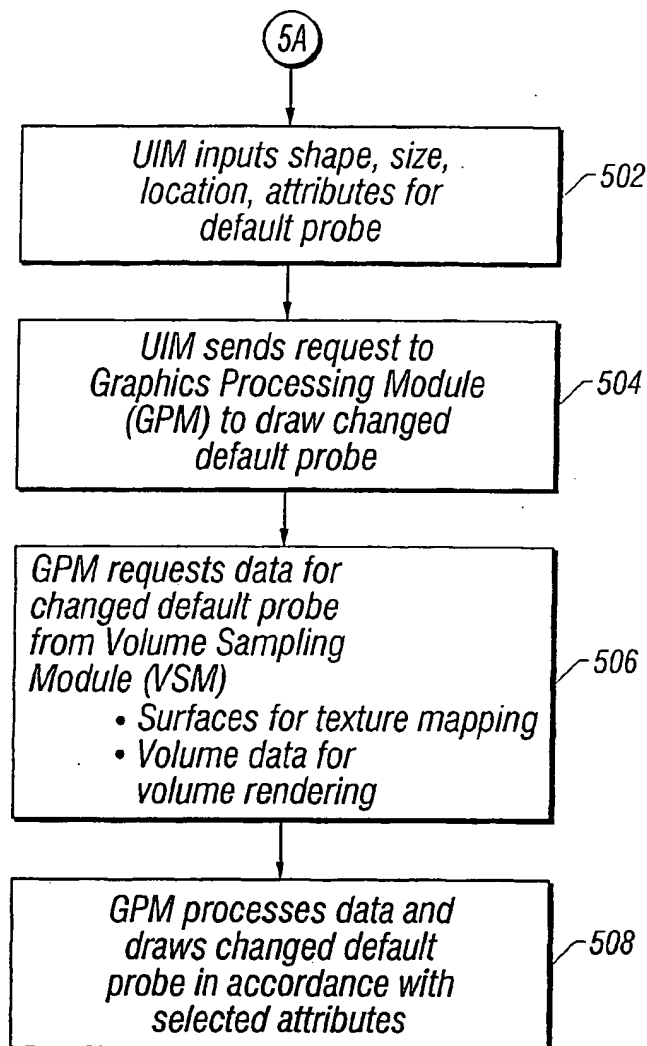 5A
UIM inputs shape, size,
location, attributes for
default probe
502
UIM sends request to
Graphics Processing Module
(GPM) to draw changed
default probe
504
GPM requests data for
changed default probe
from Volume Sampling
Module (VSM)
• Surfaces for texture mapping
• Volume data for
volume rendering
506
GPM processes data and
draws changed default
probe in accordance with
selected attributes
508